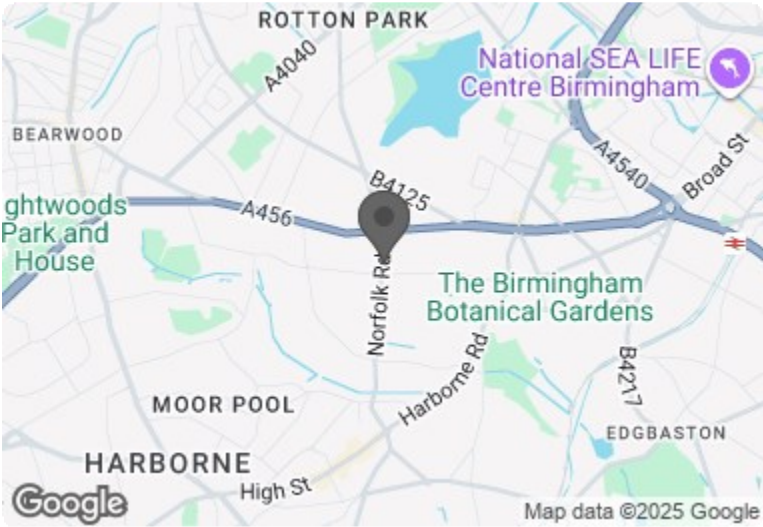 ROTTON PARK
A4040
National SEA LIFE
Centre Birmingham
BEARWOOD
A4540
Broad St
B4125
ghtwoods
Park and
House
A456
Norfolk Rd
The Birmingham
Botanical Gardens
Harborne Rd
B4217
MOOR POOL
EDGBASTON
HARBORNE
High St
Google
Map data ©2025 Google